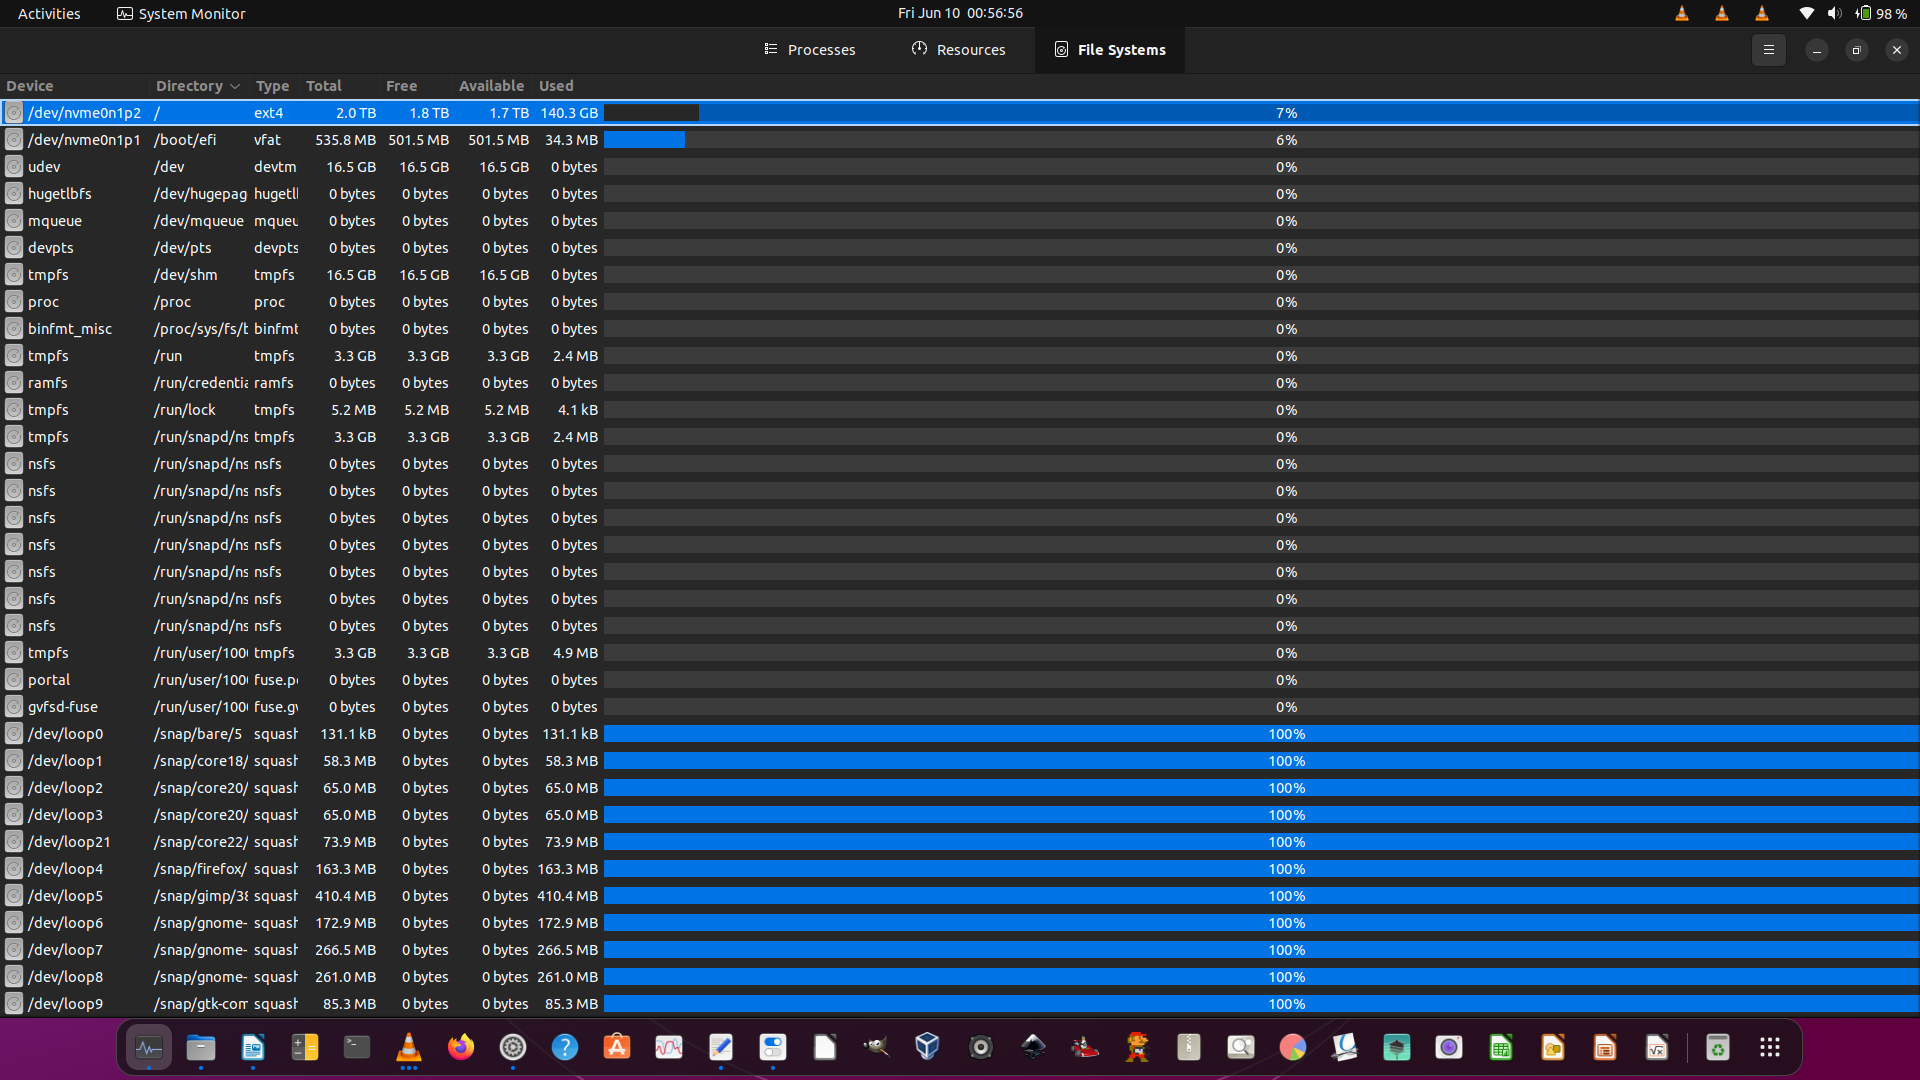 Activities System Monitor Fri Jun 10 00:56:56 98 %
Processes Resources File Systems
Device Directory Type Total Free Available Used
/dev/nvme0n1p2 / ext4 2.0 TB 1.8 TB 1.7 TB 140.3 GB 7%
/dev/nvme0n1p1 /boot/efi vfat 535.8 MB 501.5 MB 501.5 MB 34.3 MB 6%
udev /dev devtm 16.5 GB 16.5 GB 16.5 GB 0 bytes 0%
hugetlbfs /dev/hugepag hugetl 0 bytes 0 bytes 0 bytes 0 bytes 0%
mqueue /dev/mqueue mqueu 0 bytes 0 bytes 0 bytes 0 bytes 0%
devpts /dev/pts devpts 0 bytes 0 bytes 0 bytes 0 bytes 0%
tmpfs /dev/shm tmpfs 16.5 GB 16.5 GB 16.5 GB 0 bytes 0%
proc /proc proc 0 bytes 0 bytes 0 bytes 0 bytes 0%
binfmt_misc /proc/sys/fs/b binfmt 0 bytes 0 bytes 0 bytes 0 bytes 0%
tmpfs /run tmpfs 3.3 GB 3.3 GB 3.3 GB 2.4 MB 0%
ramfs /run/credentia ramfs 0 bytes 0 bytes 0 bytes 0 bytes 0%
tmpfs /run/lock tmpfs 5.2 MB 5.2 MB 5.2 MB 4.1 kB 0%
tmpfs /run/snapd/ns tmpfs 3.3 GB 3.3 GB 3.3 GB 2.4 MB 0%
nsfs /run/snapd/ns nsfs 0 bytes 0 bytes 0 bytes 0 bytes 0%
nsfs /run/snapd/ns nsfs 0 bytes 0 bytes 0 bytes 0 bytes 0%
nsfs /run/snapd/ns nsfs 0 bytes 0 bytes 0 bytes 0 bytes 0%
nsfs /run/snapd/ns nsfs 0 bytes 0 bytes 0 bytes 0 bytes 0%
nsfs /run/snapd/ns nsfs 0 bytes 0 bytes 0 bytes 0 bytes 0%
nsfs /run/snapd/ns nsfs 0 bytes 0 bytes 0 bytes 0 bytes 0%
nsfs /run/snapd/ns nsfs 0 bytes 0 bytes 0 bytes 0 bytes 0%
tmpfs /run/user/100 tmpfs 3.3 GB 3.3 GB 3.3 GB 4.9 MB 0%
portal /run/user/100 fuse.p 0 bytes 0 bytes 0 bytes 0 bytes 0%
gvfsd-fuse /run/user/100 fuse.gv 0 bytes 0 bytes 0 bytes 0 bytes 0%
/dev/loop0 /snap/bare/5 squash 131.1 kB 0 bytes 0 bytes 131.1 kB 100%
/dev/loop1 /snap/core18/ squash 58.3 MB 0 bytes 0 bytes 58.3 MB 100%
/dev/loop2 /snap/core20/ squash 65.0 MB 0 bytes 0 bytes 65.0 MB 100%
/dev/loop3 /snap/core20/ squash 65.0 MB 0 bytes 0 bytes 65.0 MB 100%
/dev/loop21 /snap/core22/ squash 73.9 MB 0 bytes 0 bytes 73.9 MB 100%
/dev/loop4 /snap/firefox/ squash 163.3 MB 0 bytes 0 bytes 163.3 MB 100%
/dev/loop5 /snap/gimp/38 squash 410.4 MB 0 bytes 0 bytes 410.4 MB 100%
/dev/loop6 /snap/gnome- squash 172.9 MB 0 bytes 0 bytes 172.9 MB 100%
/dev/loop7 /snap/gnome- squash 266.5 MB 0 bytes 0 bytes 266.5 MB 100%
/dev/loop8 /snap/gnome- squash 261.0 MB 0 bytes 0 bytes 261.0 MB 100%
/dev/loop9 /snap/gtk-com squash 85.3 MB 0 bytes 0 bytes 85.3 MB 100%